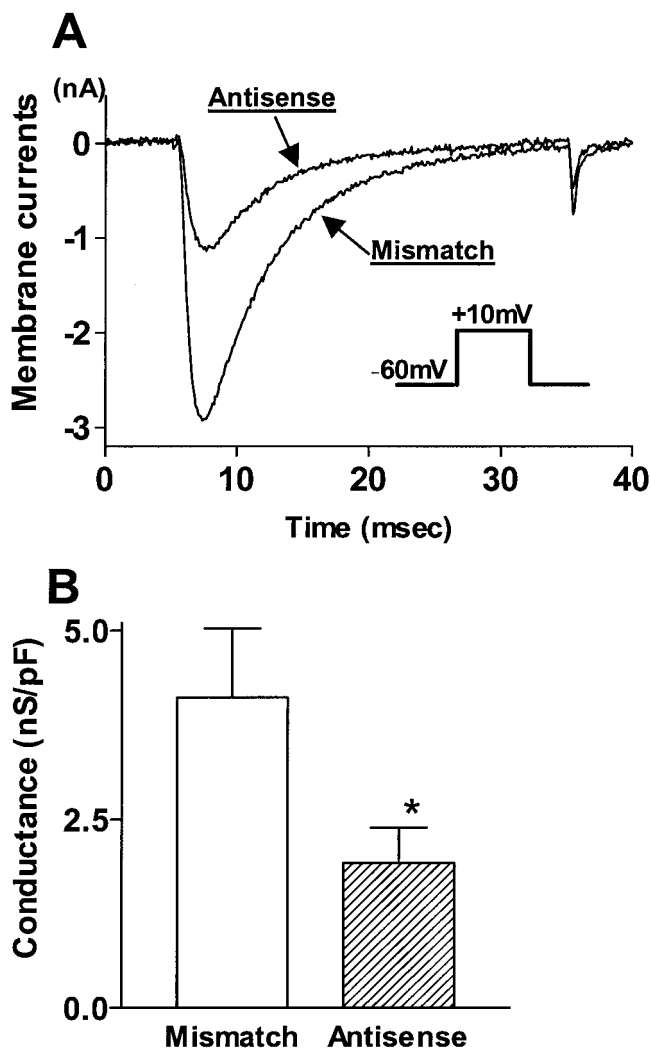 A
(nA)
Antisense
0
-1
Mismatch
+10mV
-2
-60mV
-3
0 10 20 30 40
Membrane currents
Time (msec)
B
5.0
*
2.5
0.0
Conductance (nS/pF)
Mismatch Antisense